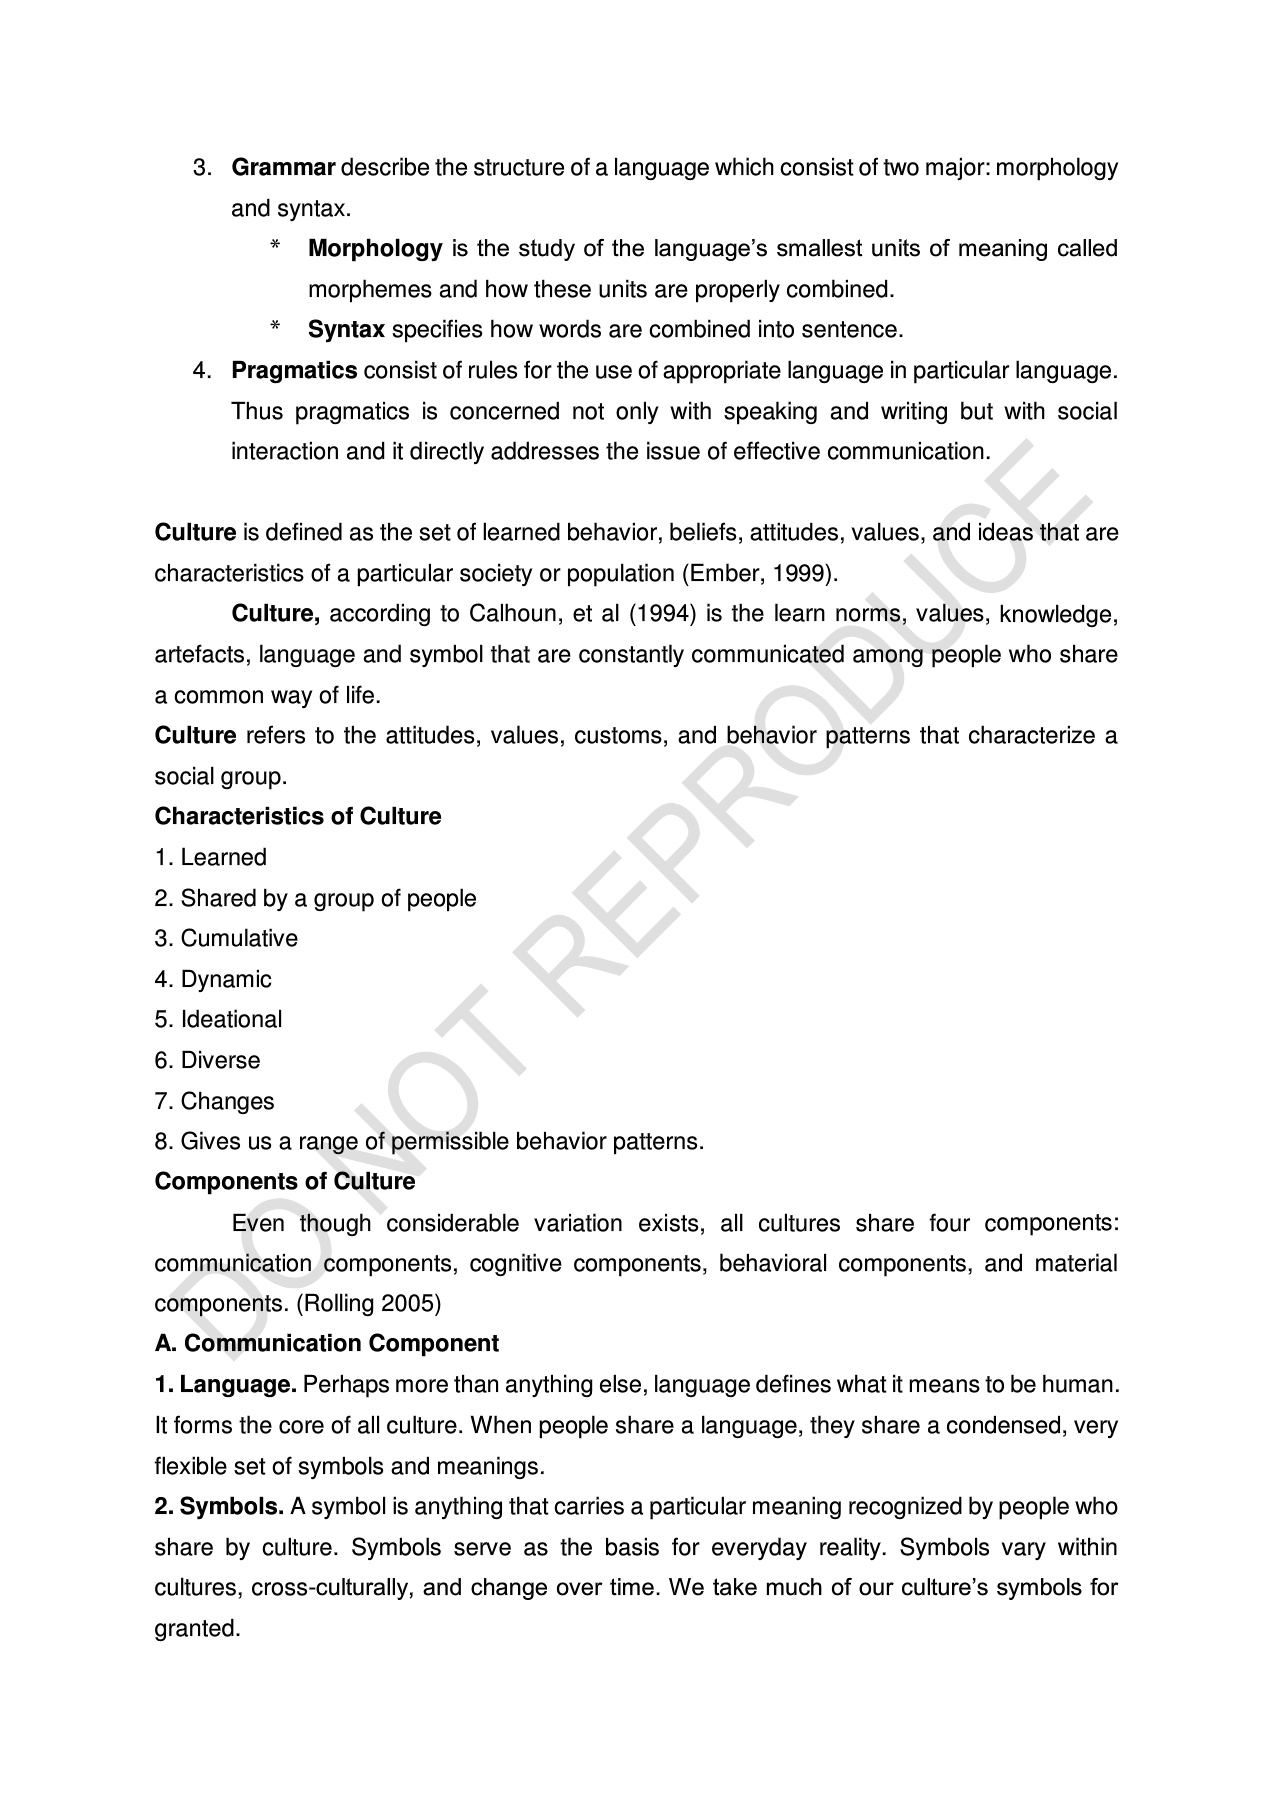 3. Grammar describe the structure of a language which consist of two major: morphology
and syntax.
* Morphology is the study of the language’s smallest units of meaning called
morphemes and how these units are properly combined.
* Syntax specifies how words are combined into sentence.
4. Pragmatics consist of rules for the use of appropriate language in particular language.
Thus pragmatics is concerned not only with speaking and writing but with social
interaction and it directly addresses the issue of effective communication.
Culture is defined as the set of learned behavior, beliefs, attitudes, values, and ideas that are
characteristics of a particular society or population (Ember, 1999).
Culture, according to Calhoun, et al (1994) is the learn norms, values, knowledge,
artefacts, language and symbol that are constantly communicated among people who share
a common way of life.
Culture refers to the attitudes, values, customs, and behavior patterns that characterize a
social group.
Characteristics of Culture
1. Learned
2. Shared by a group of people
3. Cumulative
4. Dynamic
5. Ideational
6. Diverse
7. Changes
8. Gives us a range of permissible behavior patterns.
Components of Culture
Even though considerable variation exists, all cultures share four components:
communication components, cognitive components, behavioral components, and material
components. (Rolling 2005)
A. Communication Component
1. Language. Perhaps more than anything else, language defines what it means to be human.
It forms the core of all culture. When people share a language, they share a condensed, very
flexible set of symbols and meanings.
2. Symbols. A symbol is anything that carries a particular meaning recognized by people who
share by culture. Symbols serve as the basis for everyday reality. Symbols vary within
cultures, cross-culturally, and change over time. We take much of our culture’s symbols for
granted.
DO NOT REPRODUCE